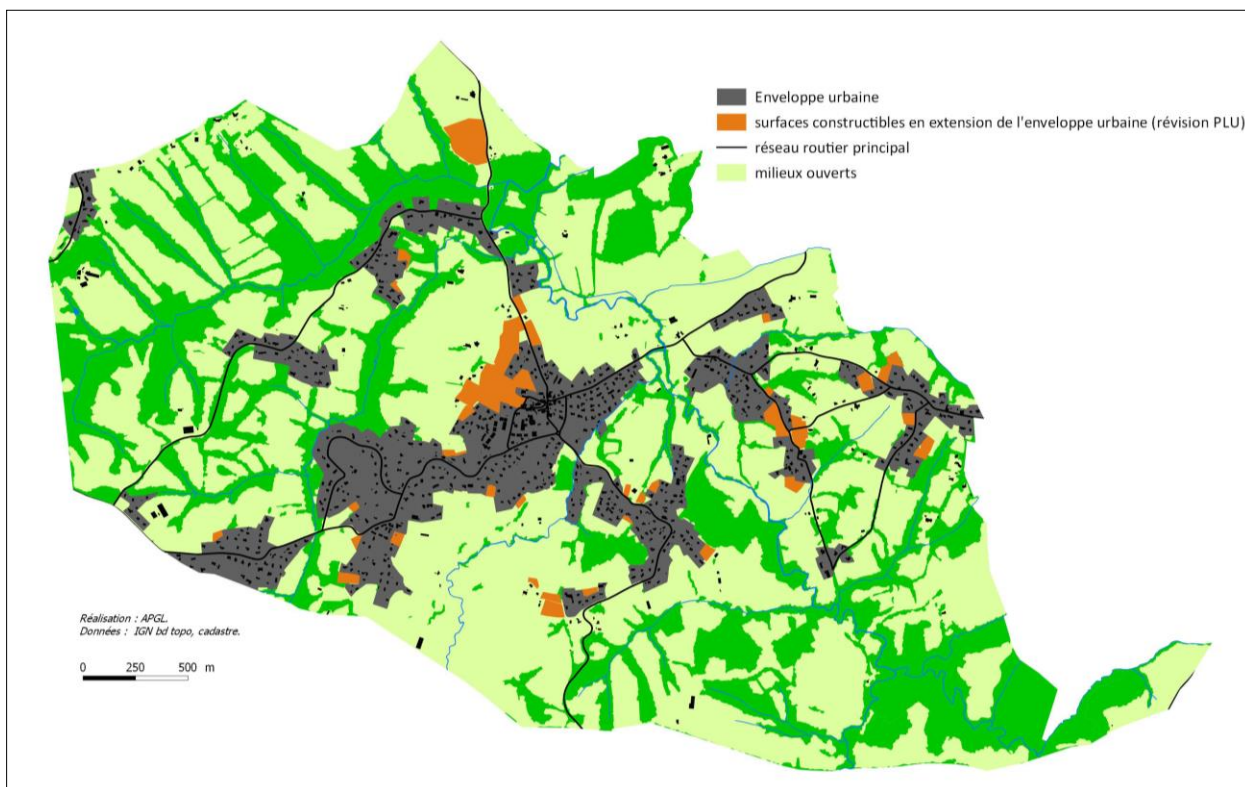 Enveloppe urbaine
surfaces constructibles en extension de l'enveloppe urbaine (révision PLU)
réseau routier principal
milieux ouverts
Réalisation : APGL.
Données : IGN bd topo, cadastre.
0 250 500 m